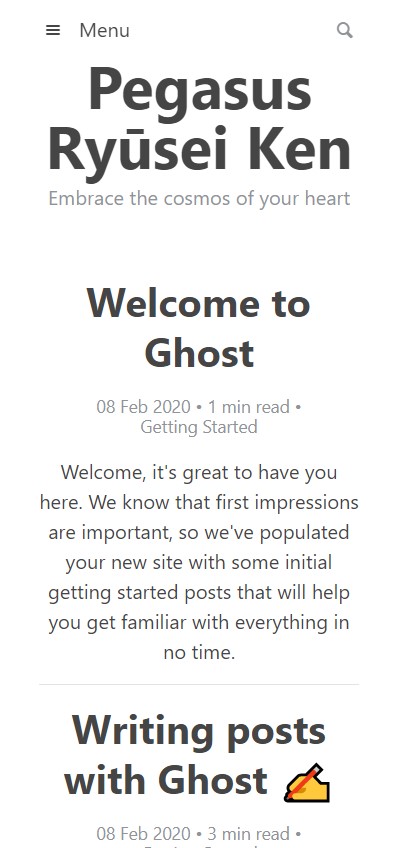 Menu
Pegasus
Ryūsei Ken
Embrace the cosmos of your heart
Welcome to
Ghost
08 Feb 2020 • 1 min read •
Getting Started
Welcome, it's great to have you
here. We know that first impressions
are important, so we've populated
your new site with some initial
getting started posts that will help
you get familiar with everything in
no time.
Writing posts
with Ghost ✍️
08 Feb 2020 • 3 min read •